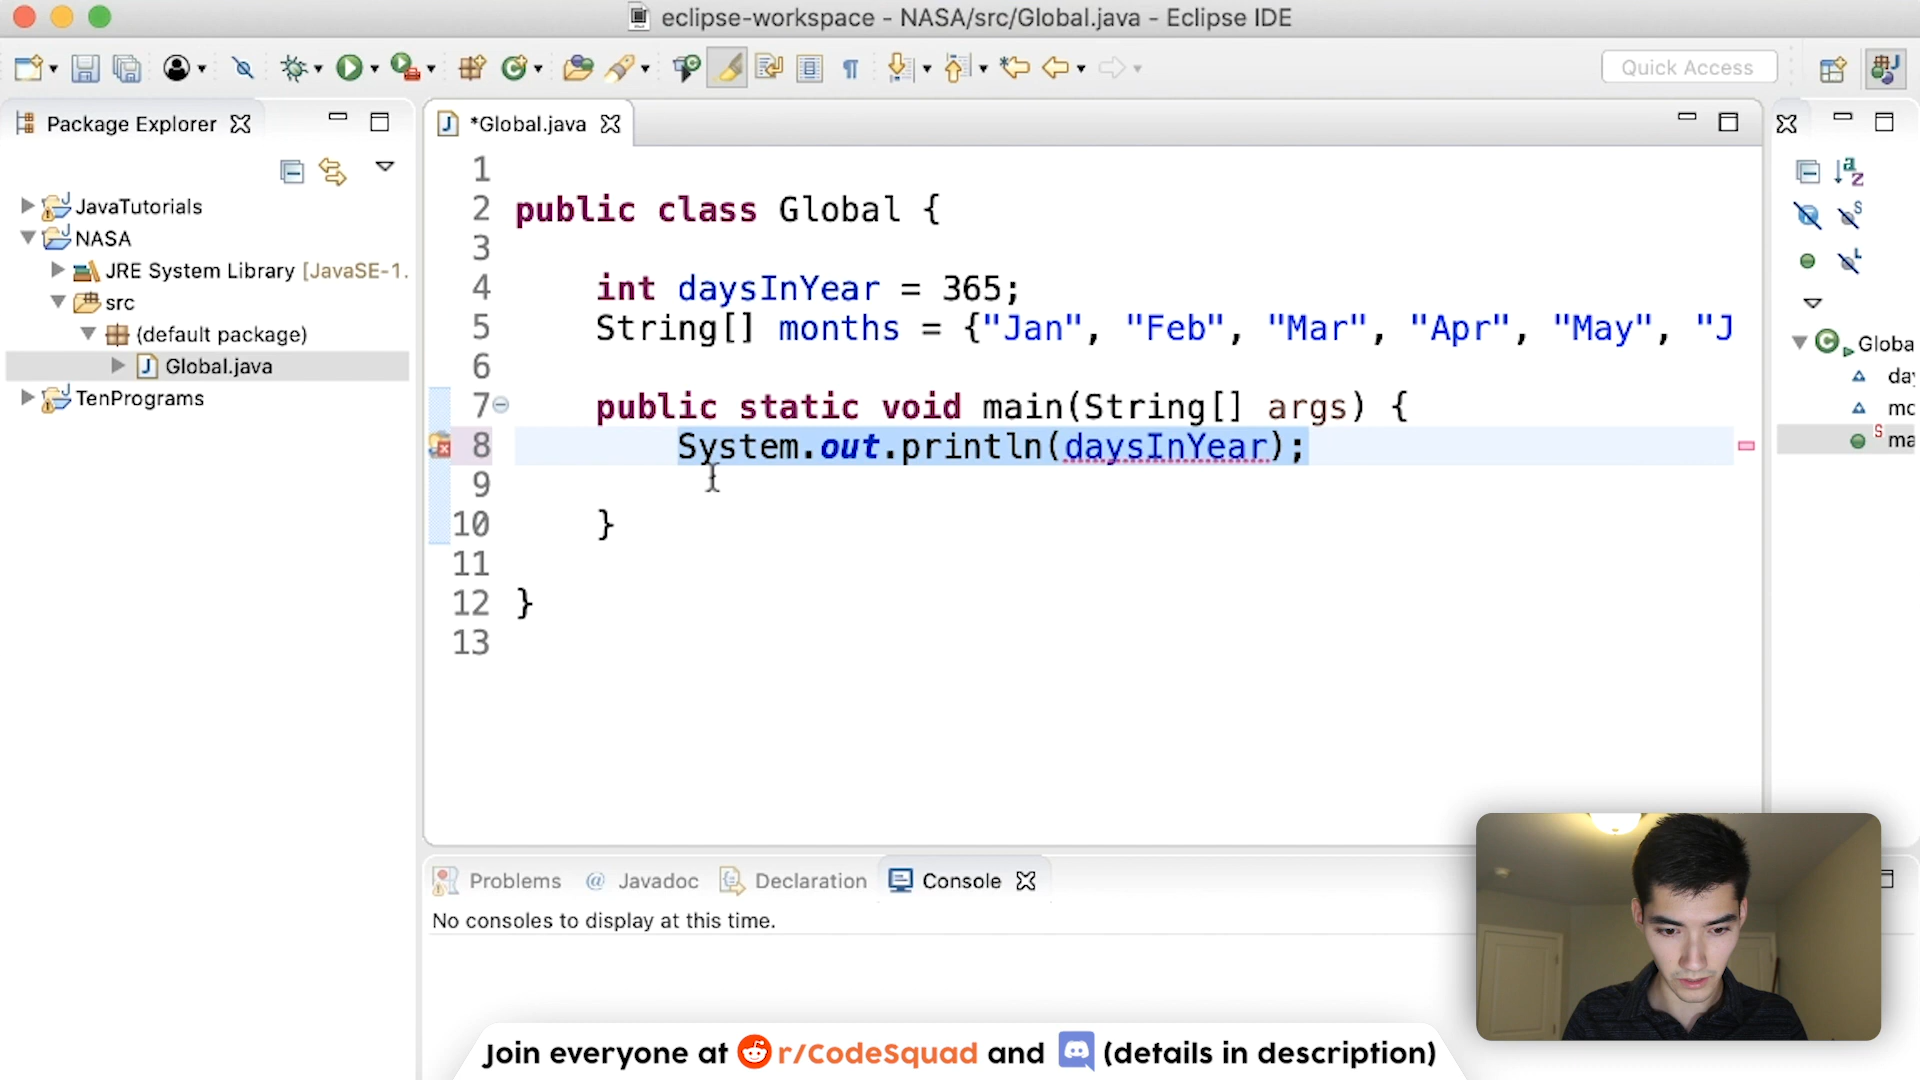 eclipse-workspace - NASA/src/Global.java - Eclipse IDE
Quick Access
Package Explorer
*Global.java
JavaTutorials
NASA
JRE System Library [JavaSE-1.
src
(default package)
Global.java
TenPrograms
1
2 public class Global {
3
4 int daysInYear = 365;
5 String[] months = {"Jan", "Feb", "Mar", "Apr", "May", "J
6
7 public static void main(String[] args) {
8 System.out.println(daysInYear);
9
10 }
11
12 }
13
Globa
day
mo
S ma
Problems @ Javadoc Declaration Console
No consoles to display at this time.
Join everyone at r/CodeSquad and (details in description)